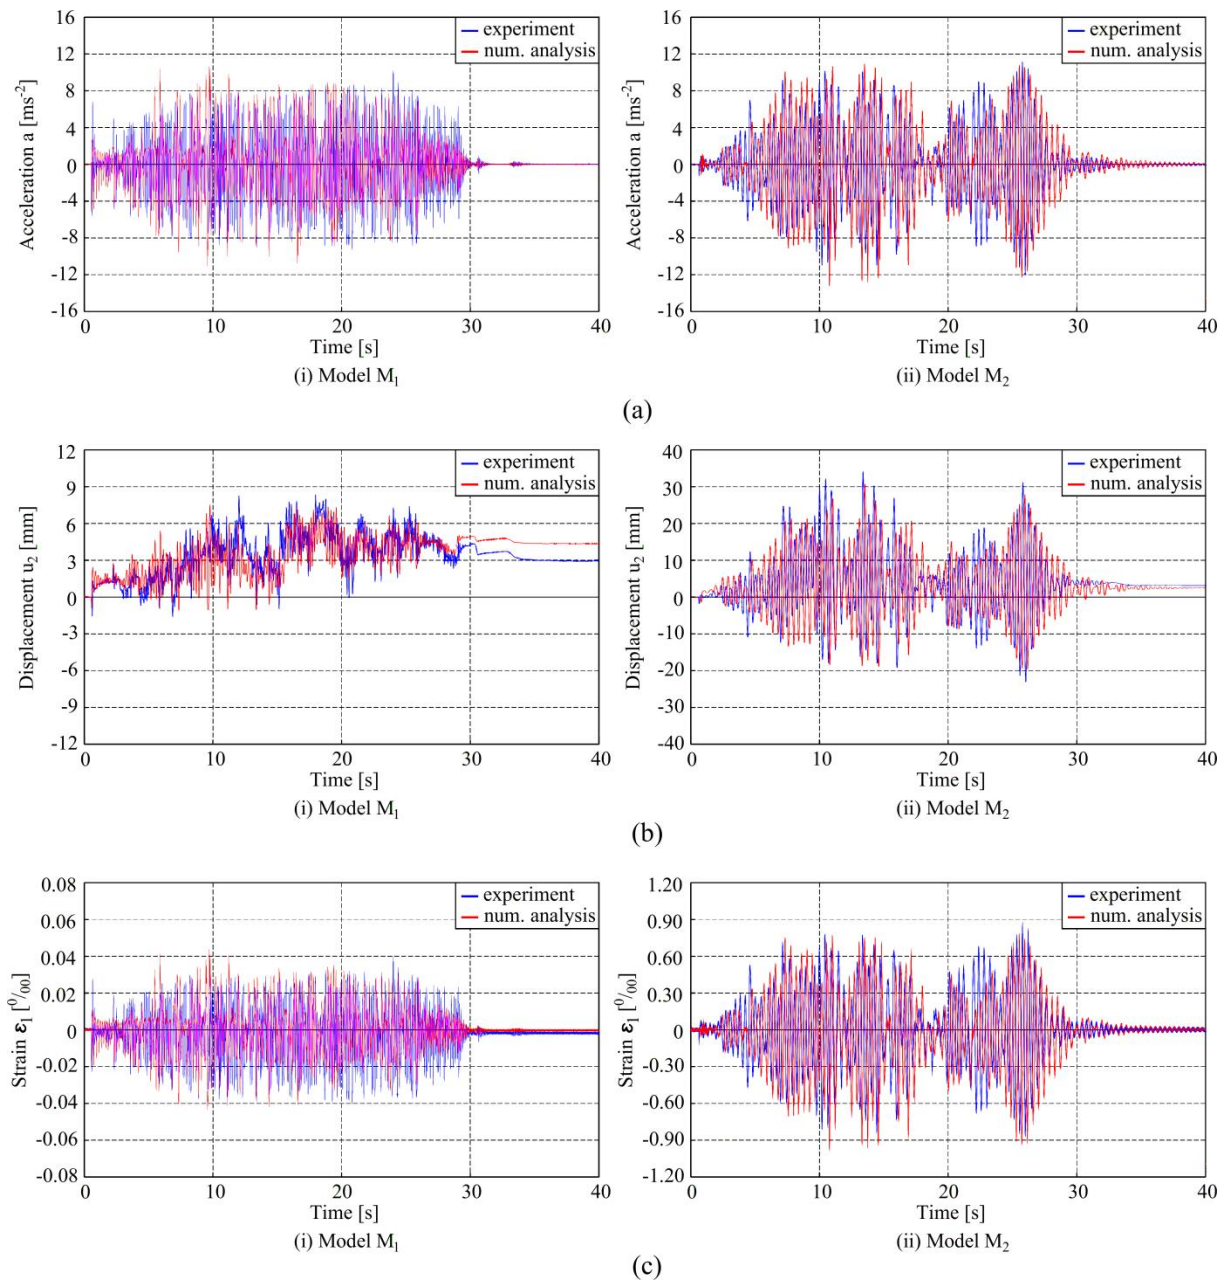 16
12
8
4
0
-4
-8
-12
-16
Acceleration a [ms⁻²]
experiment
num. analysis
0 10 20 30 40
Time [s]
(i) Model M₁
16
12
8
4
0
-4
-8
-12
-16
Acceleration a [ms⁻²]
experiment
num. analysis
0 10 20 30 40
Time [s]
(ii) Model M₂
(a)
12
9
6
3
0
-3
-6
-9
-12
Displacement u₂ [mm]
experiment
num. analysis
0 10 20 30 40
Time [s]
(i) Model M₁
40
30
20
10
0
-10
-20
-30
-40
Displacement u₂ [mm]
experiment
num. analysis
0 10 20 30 40
Time [s]
(ii) Model M₂
(b)
0.08
0.06
0.04
0.02
0
-0.02
-0.04
-0.06
-0.08
Strain ε₁ [⁰/₀₀]
experiment
num. analysis
0 10 20 30 40
Time [s]
(i) Model M₁
1.20
0.90
0.60
0.30
0
-0.30
-0.60
-0.90
-1.20
Strain ε₁ [⁰/₀₀]
experiment
num. analysis
0 10 20 30 40
Time [s]
(ii) Model M₂
(c)